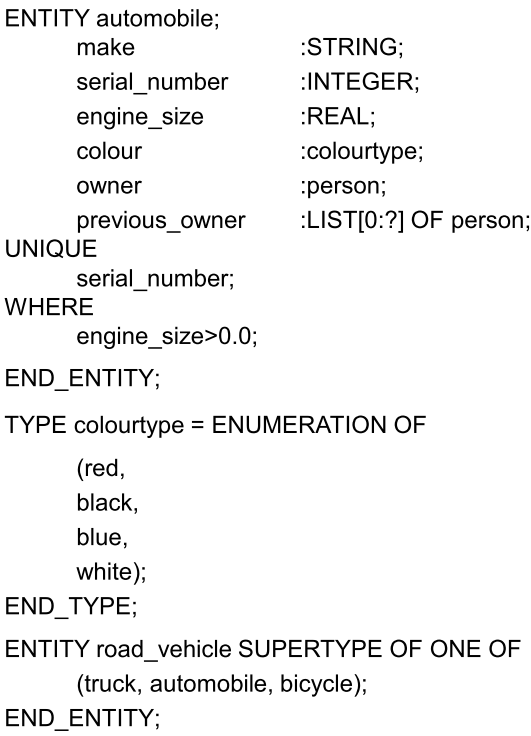 ENTITY automobile;
make :STRING;
serial_number :INTEGER;
engine_size :REAL;
colour :colourtype;
owner :person;
previous_owner :LIST[0:?] OF person;
UNIQUE
serial_number;
WHERE
engine_size>0.0;
END_ENTITY;
TYPE colourtype = ENUMERATION OF
(red,
black,
blue,
white);
END_TYPE;
ENTITY road_vehicle SUPERTYPE OF ONE OF
(truck, automobile, bicycle);
END_ENTITY;